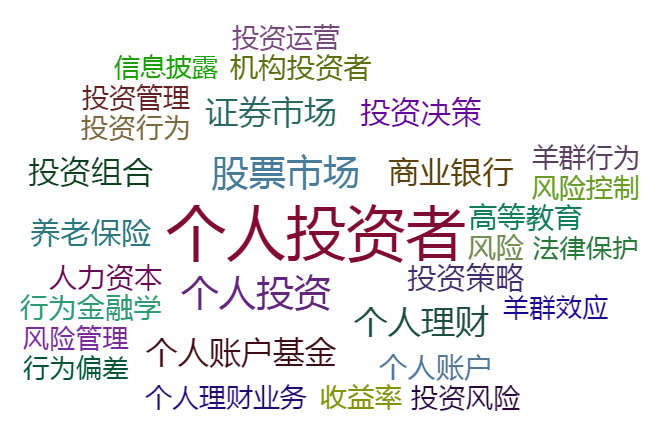 投资运营
信息披露 机构投资者
投资管理
证券市场 投资决策
投资行为
羊群行为
投资组合 股票市场 商业银行
风险控制
养老保险 个人投资者 高等教育
风险 法律保护
人力资本 个人投资 投资策略
行为金融学 羊群效应
风险管理 个人理财
行为偏差 个人账户基金 个人账户
个人理财业务 收益率 投资风险